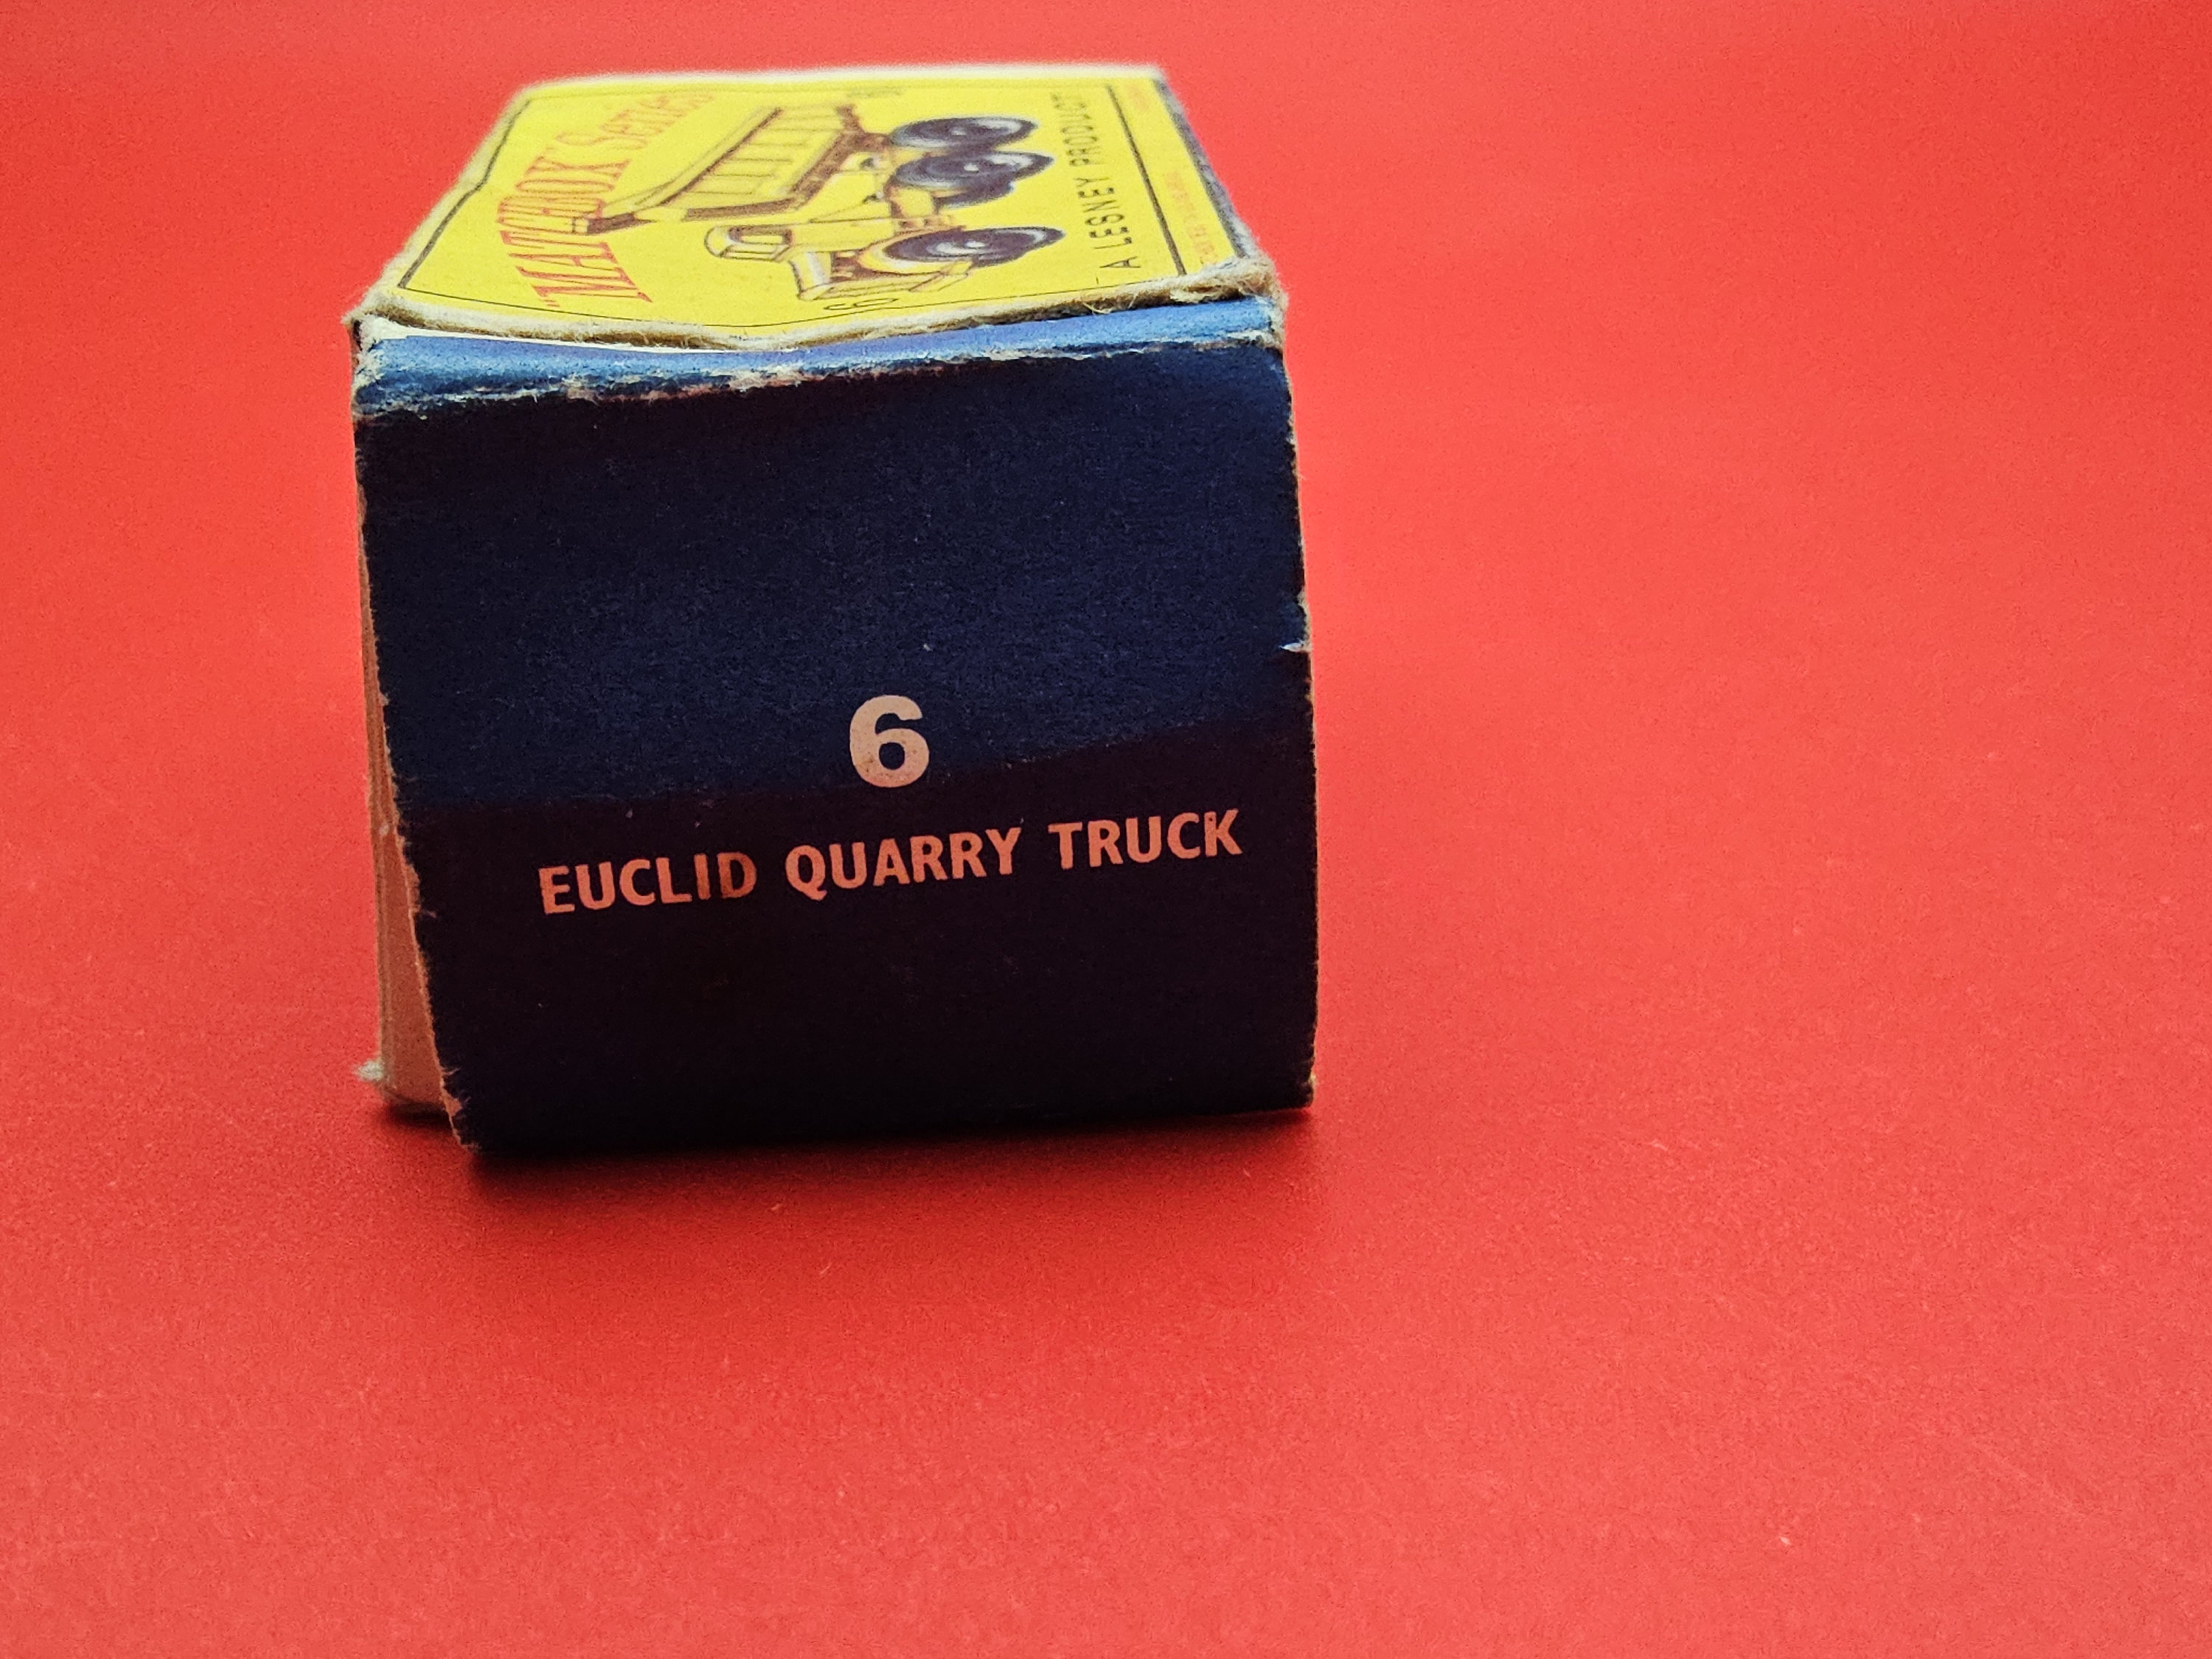 "MATCHBOX" Series
A LESNEY PRODUCT
6
EUCLID QUARRY TRUCK